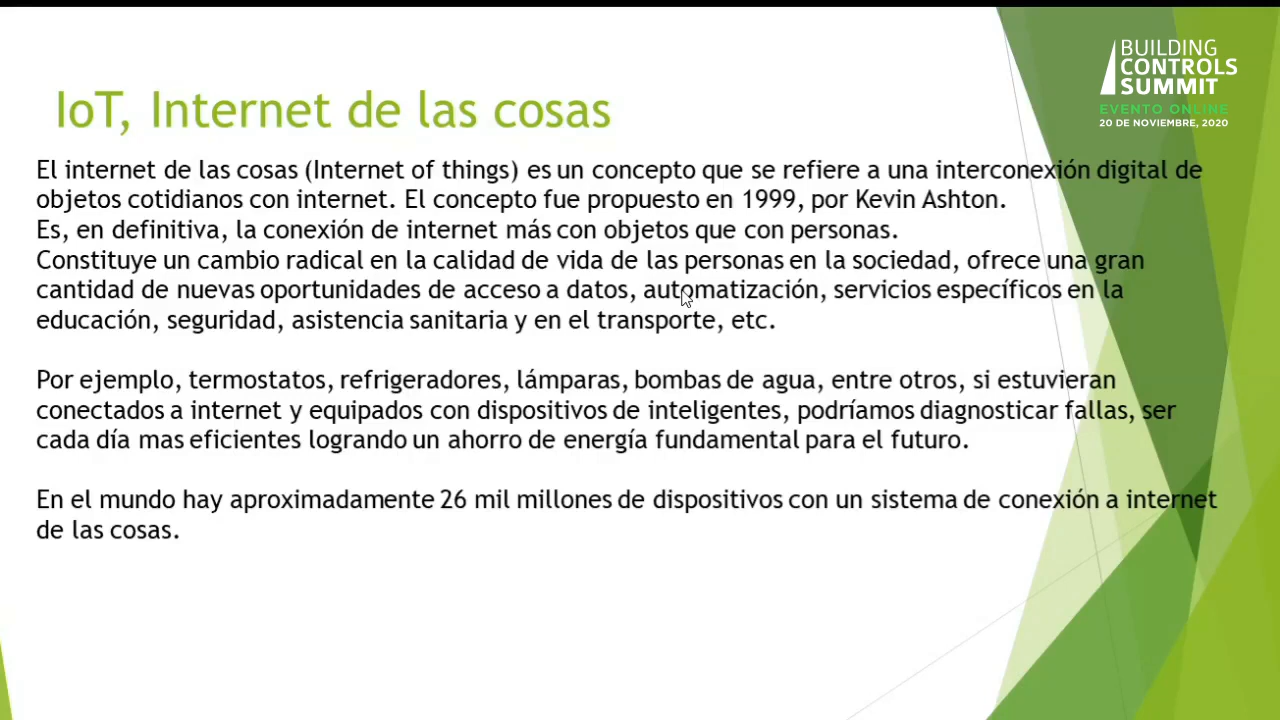 BUILDING
CONTROLS
SUMMIT
EVENTO ONLINE
20 DE NOVIEMBRE, 2020
IoT, Internet de las cosas
El internet de las cosas (Internet of things) es un concepto que se refiere a una interconexión digital de
objetos cotidianos con internet. El concepto fue propuesto en 1999, por Kevin Ashton.
Es, en definitiva, la conexión de internet más con objetos que con personas.
Constituye un cambio radical en la calidad de vida de las personas en la sociedad, ofrece una gran
cantidad de nuevas oportunidades de acceso a datos, automatización, servicios específicos en la
educación, seguridad, asistencia sanitaria y en el transporte, etc.
Por ejemplo, termostatos, refrigeradores, lámparas, bombas de agua, entre otros, si estuvieran
conectados a internet y equipados con dispositivos de inteligentes, podríamos diagnosticar fallas, ser
cada día mas eficientes logrando un ahorro de energía fundamental para el futuro.
En el mundo hay aproximadamente 26 mil millones de dispositivos con un sistema de conexión a internet
de las cosas.